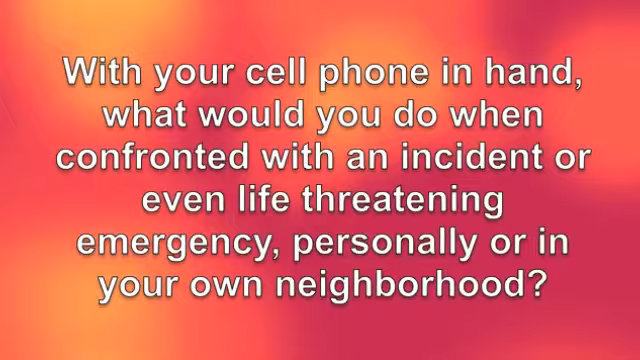 With your cell phone in hand,
what would you do when
confronted with an incident or
even life threatening
emergency, personally or in
your own neighborhood?